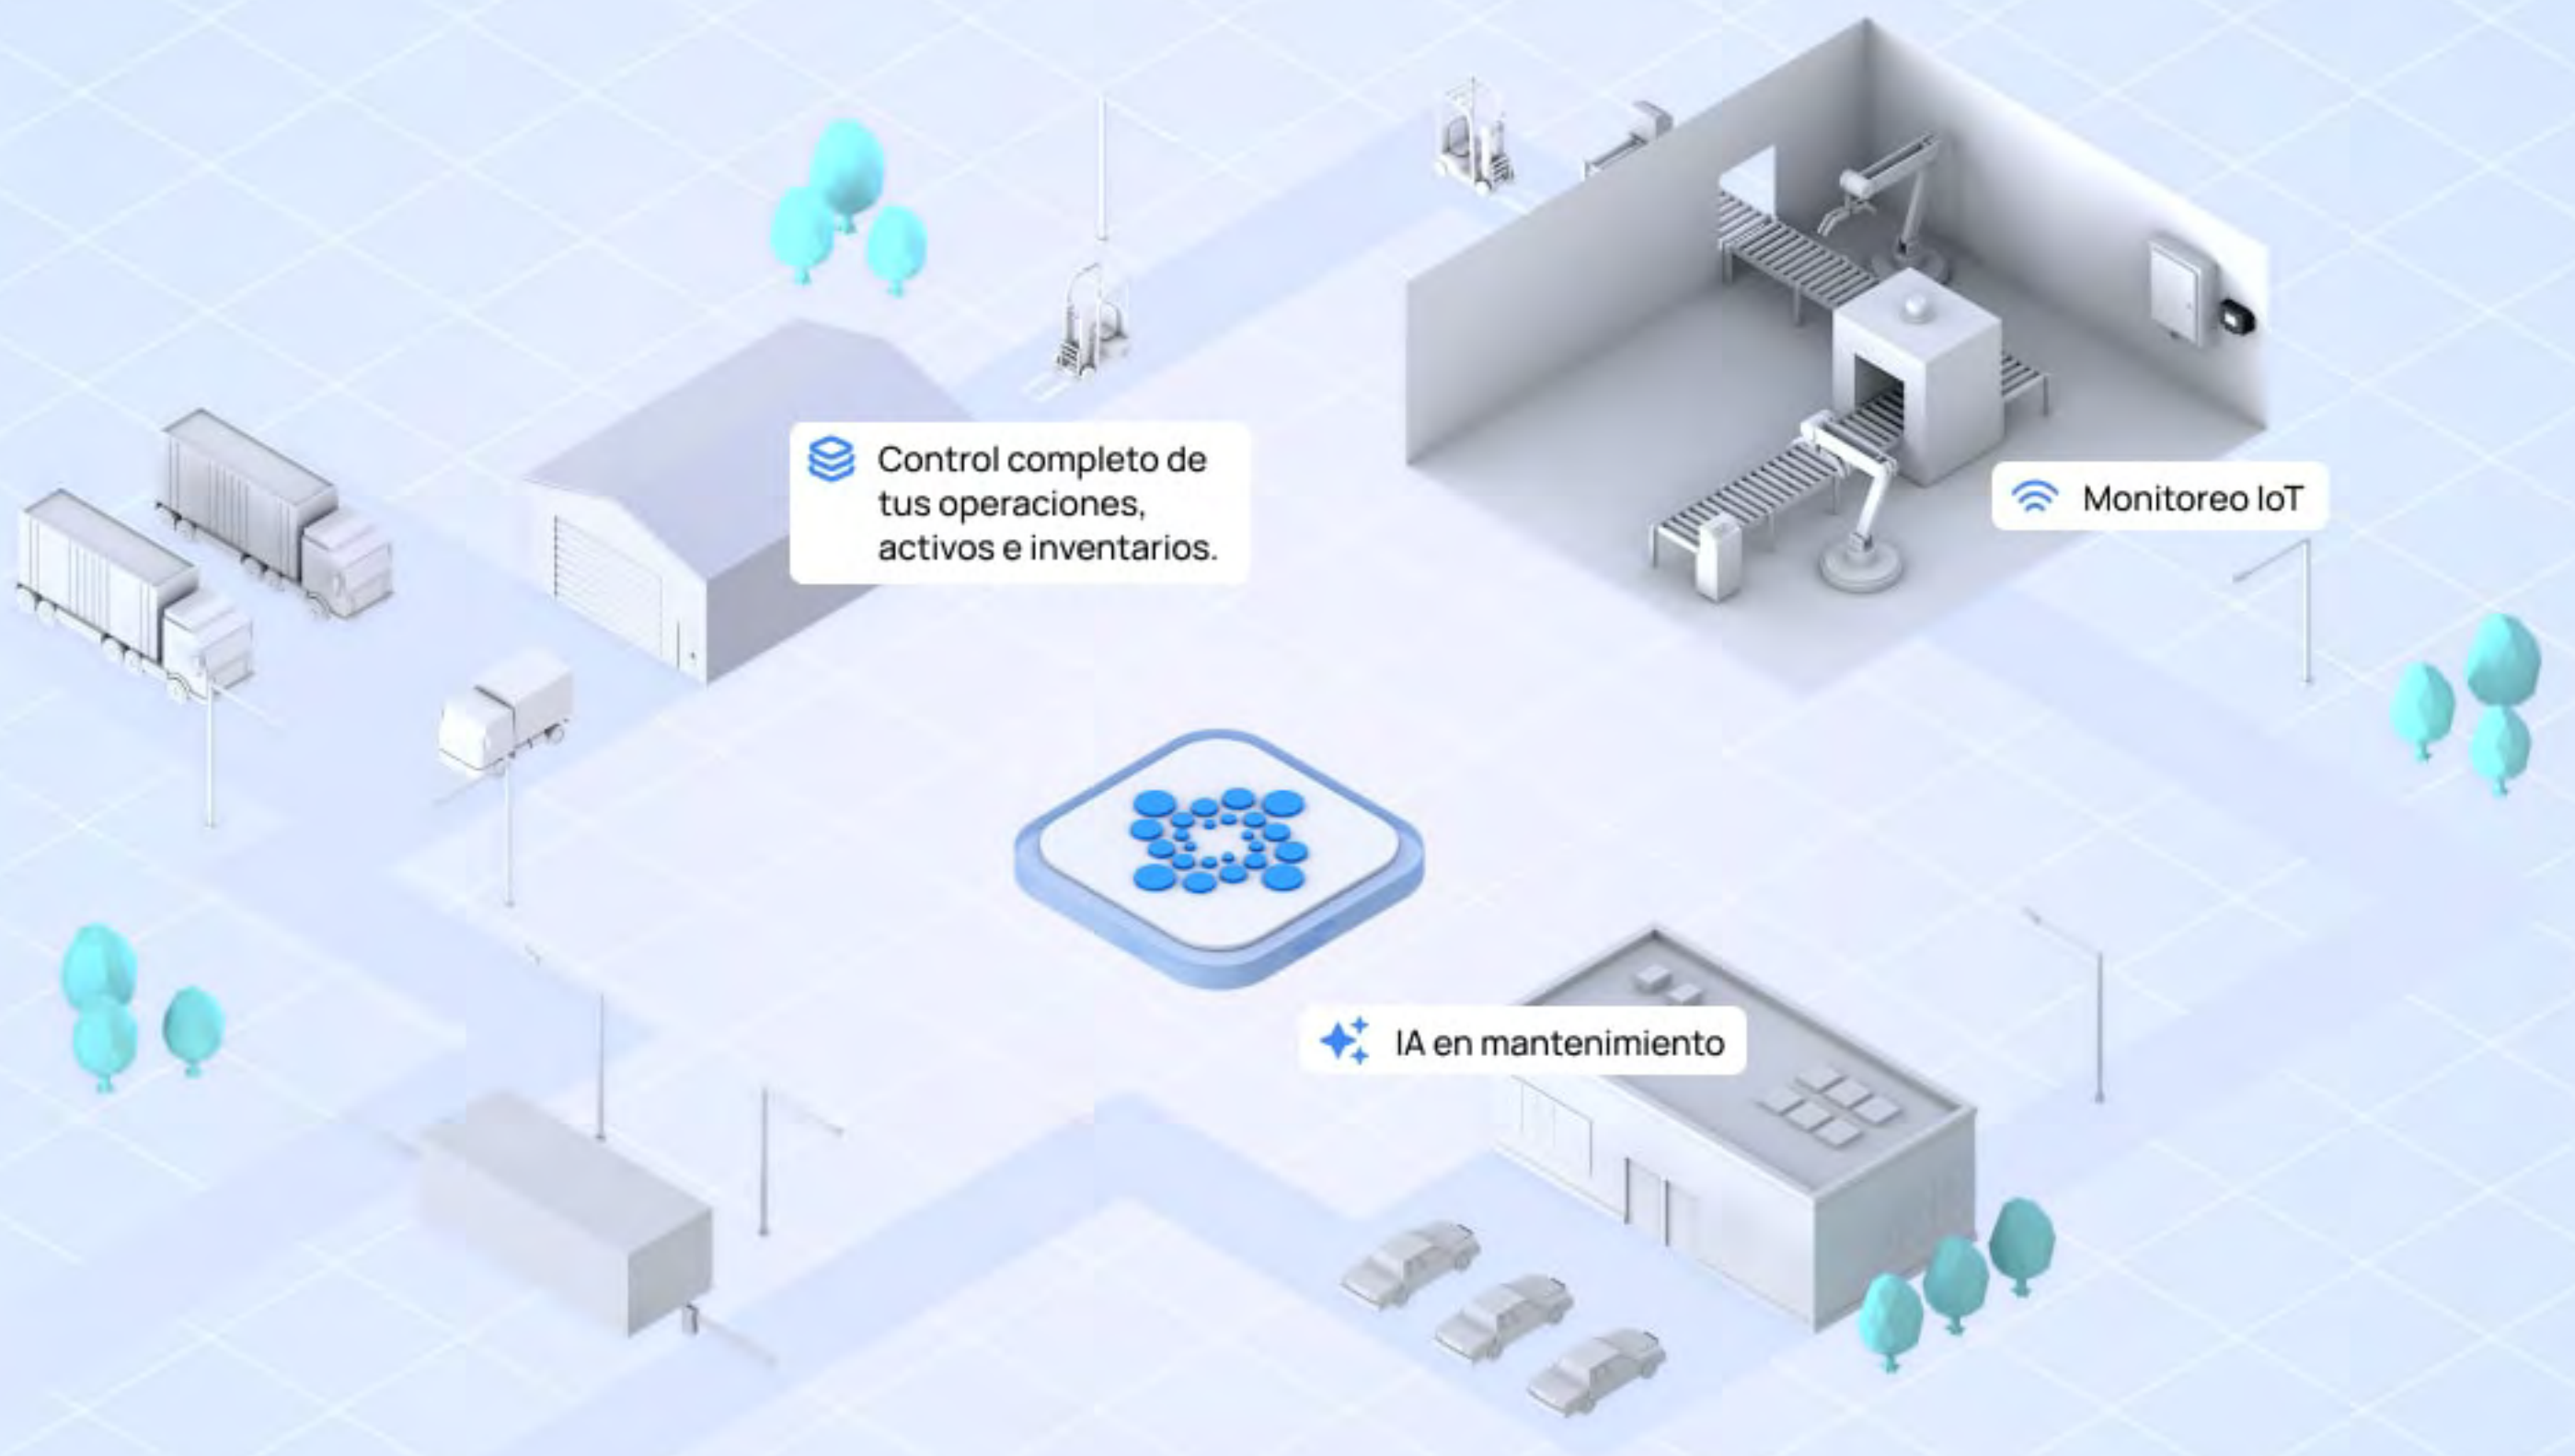 Control completo de
tus operaciones,
activos e inventarios.
Monitoreo IoT
IA en mantenimiento